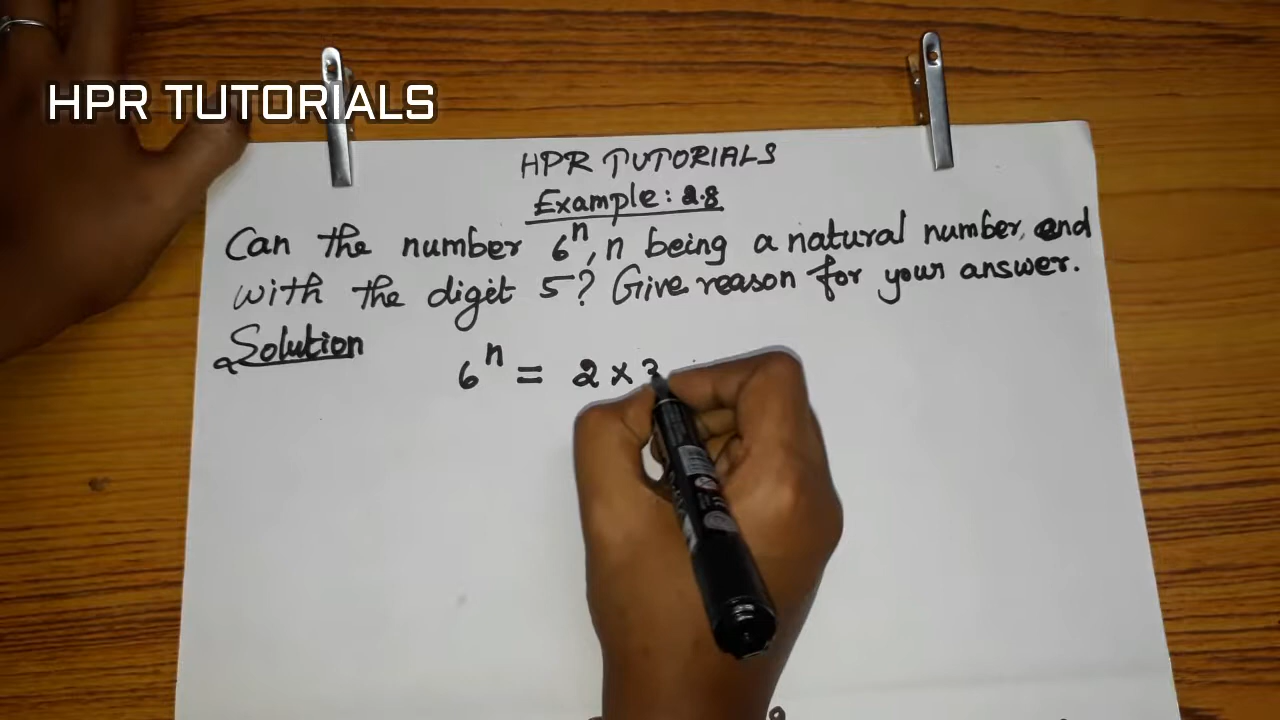 HPR TUTORIALS
HPR TUTORIALS
Example: 2.8
Can the number 6ⁿ, n being a natural number, end
with the digit 5? Give reason for your answer.
Solution
6ⁿ = 2 × 3